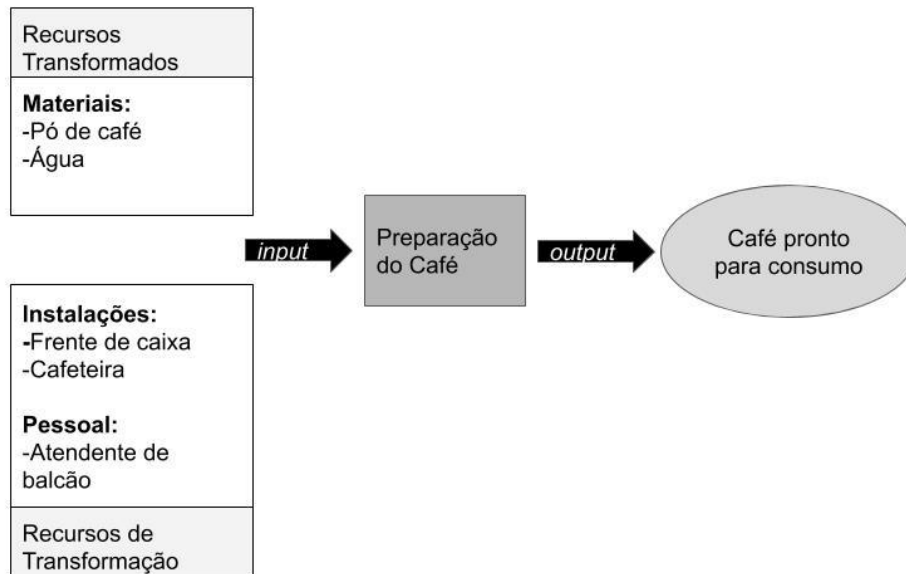 Recursos
Transformados
Materiais:
-Pó de café
-Água
input
Preparação
do Café
output
Café pronto
para consumo
Instalações:
-Frente de caixa
-Cafeteira
Pessoal:
-Atendente de
balcão
Recursos de
Transformação